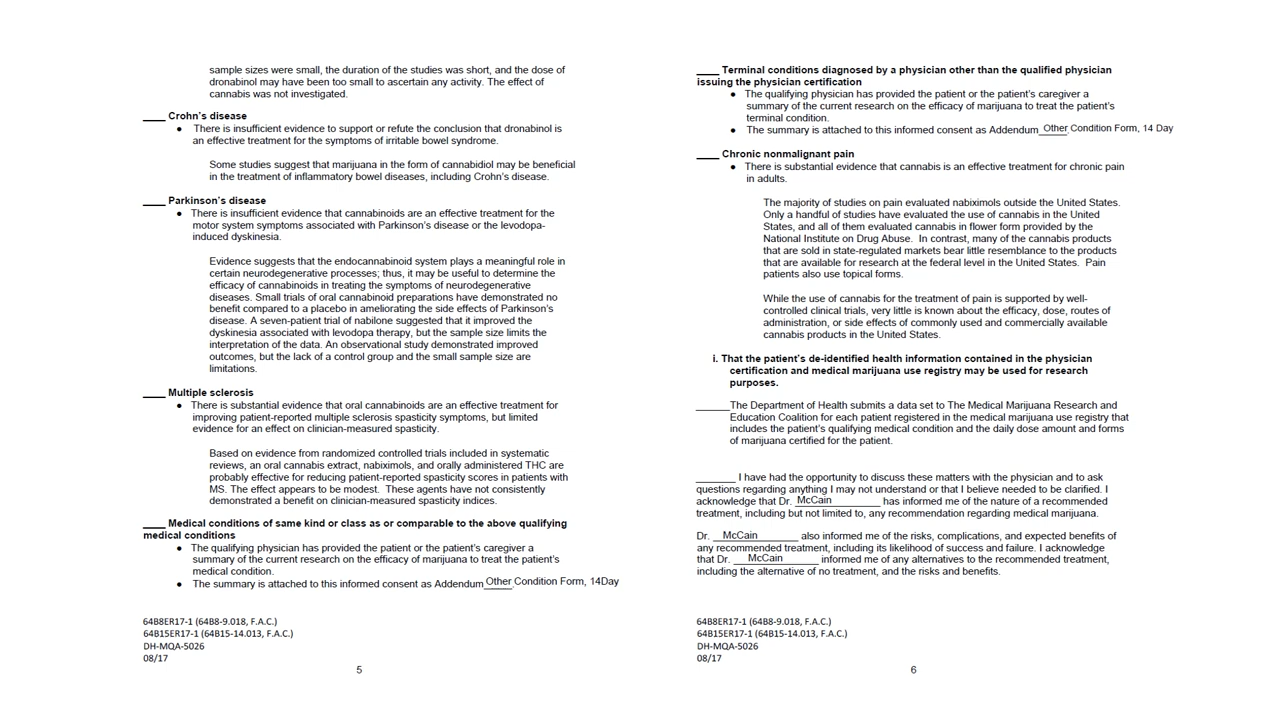 sample sizes were small, the duration of the studies was short, and the dose of
dronabinol may have been too small to ascertain any activity. The effect of
cannabis was not investigated.
____ Crohn's disease
● There is insufficient evidence to support or refute the conclusion that dronabinol is
an effective treatment for the symptoms of irritable bowel syndrome.
Some studies suggest that marijuana in the form of cannabidiol may be beneficial
in the treatment of inflammatory bowel diseases, including Crohn's disease.
____ Parkinson's disease
● There is insufficient evidence that cannabinoids are an effective treatment for the
motor system symptoms associated with Parkinson's disease or the levodopa-
induced dyskinesia.
Evidence suggests that the endocannabinoid system plays a meaningful role in
certain neurodegenerative processes; thus, it may be useful to determine the
efficacy of cannabinoids in treating the symptoms of neurodegenerative
diseases. Small trials of oral cannabinoid preparations have demonstrated no
benefit compared to a placebo in ameliorating the side effects of Parkinson's
disease. A seven-patient trial of nabilone suggested that it improved the
dyskinesia associated with levodopa therapy, but the sample size limits the
interpretation of the data. An observational study demonstrated improved
outcomes, but the lack of a control group and the small sample size are
limitations.
____ Multiple sclerosis
● There is substantial evidence that oral cannabinoids are an effective treatment for
improving patient-reported multiple sclerosis spasticity symptoms, but limited
evidence for an effect on clinician-measured spasticity.
Based on evidence from randomized controlled trials included in systematic
reviews, an oral cannabis extract, nabiximols, and orally administered THC are
probably effective for reducing patient-reported spasticity scores in patients with
MS. The effect appears to be modest. These agents have not consistently
demonstrated a benefit on clinician-measured spasticity indices.
____ Medical conditions of same kind or class as or comparable to the above qualifying
medical conditions
● The qualifying physician has provided the patient or the patient's caregiver a
summary of the current research on the efficacy of marijuana to treat the patient's
medical condition.
● The summary is attached to this informed consent as Addendum Other Condition Form, 14Day
64B8ER17-1 (64B8-9.018, F.A.C.)
64B15ER17-1 (64B15-14.013, F.A.C.)
DH-MQA-5026
08/17
5
____ Terminal conditions diagnosed by a physician other than the qualified physician
issuing the physician certification
● The qualifying physician has provided the patient or the patient's caregiver a
summary of the current research on the efficacy of marijuana to treat the patient's
terminal condition.
● The summary is attached to this informed consent as Addendum Other Condition Form, 14 Day
____ Chronic nonmalignant pain
● There is substantial evidence that cannabis is an effective treatment for chronic pain
in adults.
The majority of studies on pain evaluated nabiximols outside the United States.
Only a handful of studies have evaluated the use of cannabis in the United
States, and all of them evaluated cannabis in flower form provided by the
National Institute on Drug Abuse. In contrast, many of the cannabis products
that are sold in state-regulated markets bear little resemblance to the products
that are available for research at the federal level in the United States. Pain
patients also use topical forms.
While the use of cannabis for the treatment of pain is supported by well-
controlled clinical trials, very little is known about the efficacy, dose, routes of
administration, or side effects of commonly used and commercially available
cannabis products in the United States.
i. That the patient's de-identified health information contained in the physician
certification and medical marijuana use registry may be used for research
purposes.
______The Department of Health submits a data set to The Medical Marijuana Research and
Education Coalition for each patient registered in the medical marijuana use registry that
includes the patient's qualifying medical condition and the daily dose amount and forms
of marijuana certified for the patient.
_______ I have had the opportunity to discuss these matters with the physician and to ask
questions regarding anything I may not understand or that I believe needed to be clarified. I
acknowledge that Dr. McCain has informed me of the nature of a recommended
treatment, including but not limited to, any recommendation regarding medical marijuana.
Dr. McCain also informed me of the risks, complications, and expected benefits of
any recommended treatment, including its likelihood of success and failure. I acknowledge
that Dr. McCain informed me of any alternatives to the recommended treatment,
including the alternative of no treatment, and the risks and benefits.
64B8ER17-1 (64B8-9.018, F.A.C.)
64B15ER17-1 (64B15-14.013, F.A.C.)
DH-MQA-5026
08/17
6